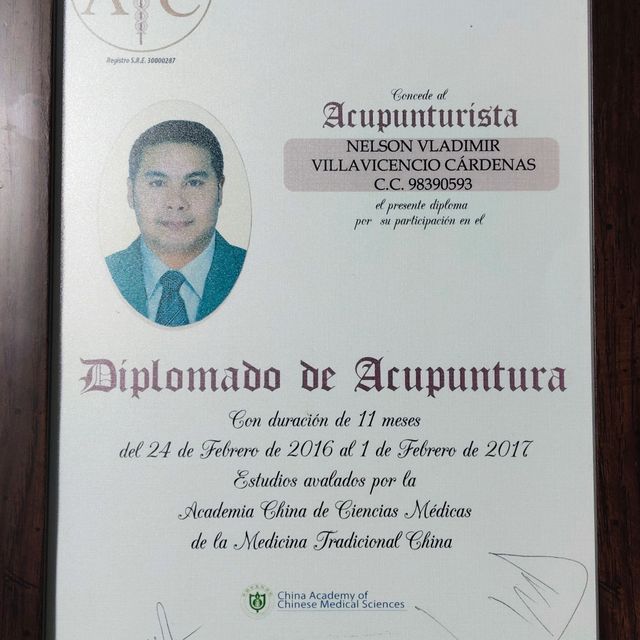 A C
Registro S.R.E. 30000287
Concede al
Acupunturista
NELSON VLADIMIR
VILLAVICENCIO CÁRDENAS
C.C. 98390593
el presente diploma
por su participación en el
Diplomado de Acupuntura
Con duración de 11 meses
del 24 de Febrero de 2016 al 1 de Febrero de 2017
Estudios avalados por la
Academia China de Ciencias Médicas
de la Medicina Tradicional China
China Academy of
Chinese Medical Sciences